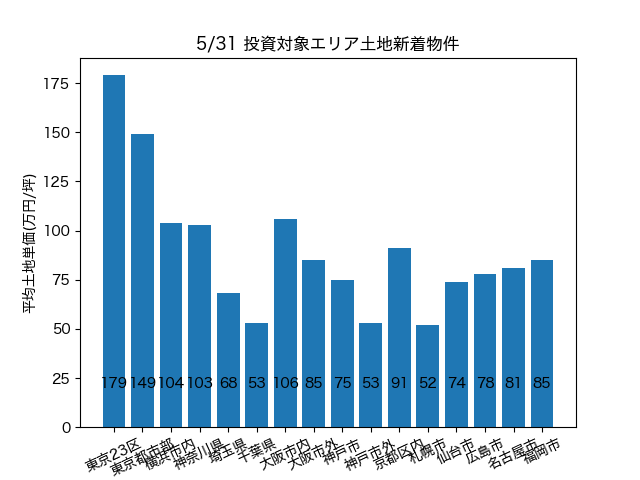 5/31 投資対象エリア土地新着物件
平均土地単価(万円/坪)
175
150
125
100
75
50
25
0
179 149 104 103 68 53 106 85 75 53 91 52 74 78 81 85
東京23区 東京都市部 横浜市内 神奈川県 埼玉県 千葉県 大阪市内 大阪市外 神戸市 神戸市外 京都区内 札幌市 仙台市 広島市 名古屋市 福岡市